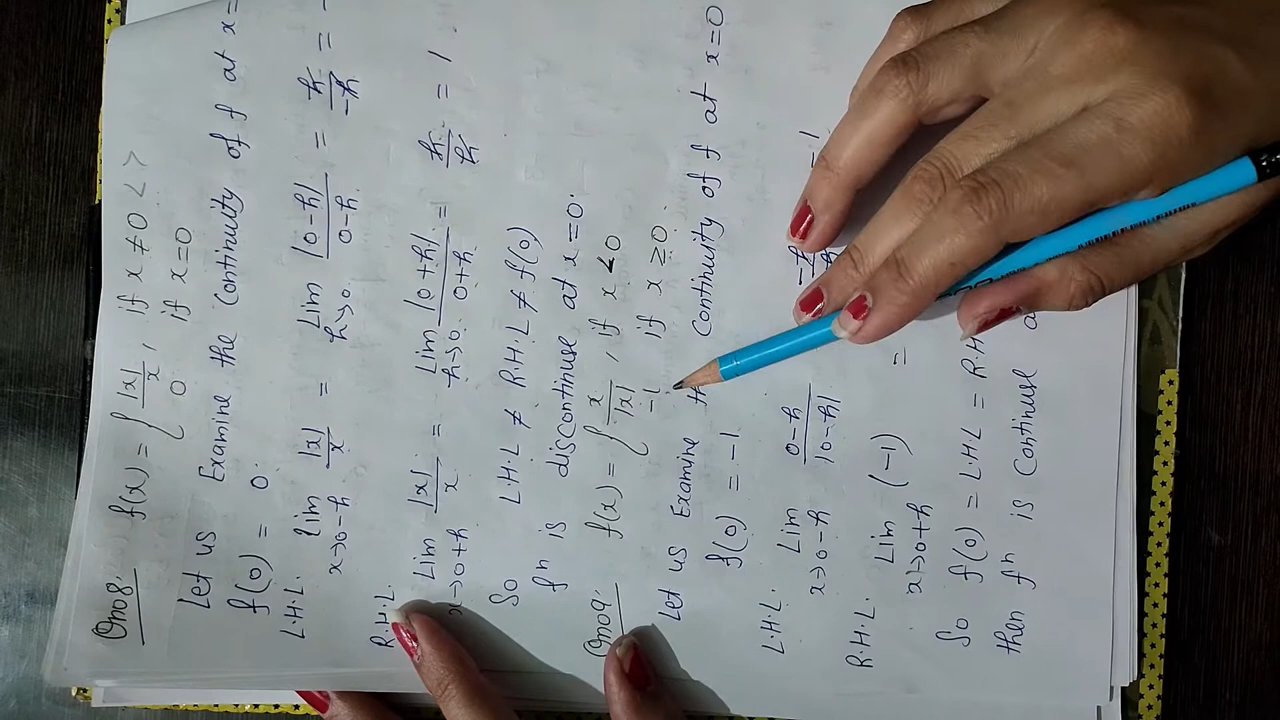 Qno8. f(x) = { |x|/x , if x ≠ 0 < >
0 if x = 0
Let us Examine the Continuity of f at x =
f(0) = 0.
L.H.L. lim x→0-h |x|/x = Lim h→0 |0-h|/0-h = h/-h = -
R.H.L. Lim x→0+h |x|/x = Lim h→0 |0+h|/0+h = h/h = 1
So L.H.L ≠ R.H.L ≠ f(0)
fⁿ is discontinue at x = 0.
Qno9. f(x) = { x/|x| , if x < 0
-1 if x ≥ 0
Let us Examine Continuity of f at x = 0
f(0) = -1
L.H.L. Lim x→0-h 0-h/|0-h| -1
R.H.L. Lim x→0+h (-1) =
So f(0) = L.H.L = R.H
then fⁿ is Continue